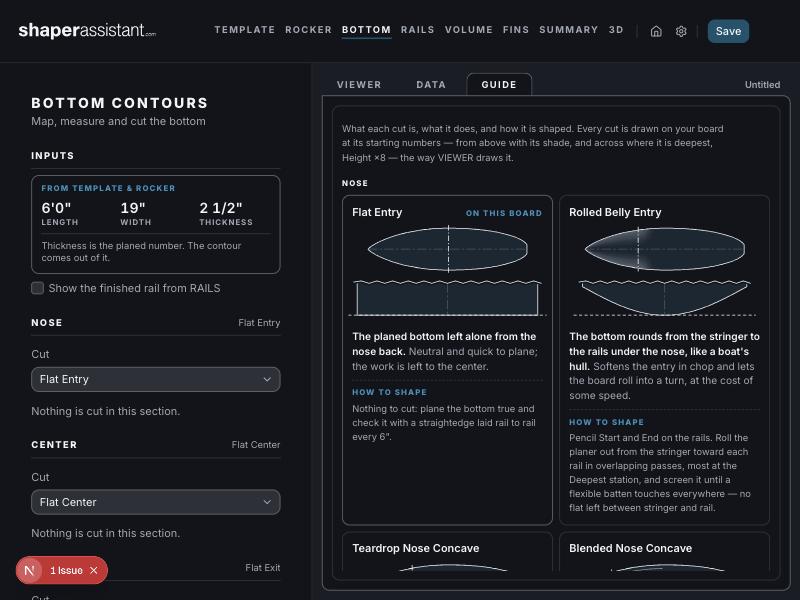 shaperassistant.com
TEMPLATE ROCKER BOTTOM RAILS VOLUME FINS SUMMARY 3D
Save
BOTTOM CONTOURS
Map, measure and cut the bottom
INPUTS
FROM TEMPLATE & ROCKER
6'0" 19" 2 1/2"
LENGTH WIDTH THICKNESS
Thickness is the planed number. The contour
comes out of it.
Show the finished rail from RAILS
NOSE Flat Entry
Cut
Flat Entry
Nothing is cut in this section.
CENTER Flat Center
Cut
Flat Center
Nothing is cut in this section.
Flat Exit
Cut
N 1 Issue
VIEWER DATA GUIDE Untitled
What each cut is, what it does, and how it is shaped. Every cut is drawn on your board
at its starting numbers — from above with its shade, and across where it is deepest,
Height ×8 — the way VIEWER draws it.
NOSE
Flat Entry ON THIS BOARD
The planed bottom left alone from the
nose back. Neutral and quick to plane;
the work is left to the center.
HOW TO SHAPE
Nothing to cut: plane the bottom true and
check it with a straightedge laid rail to rail
every 6".
Rolled Belly Entry
The bottom rounds from the stringer to
the rails under the nose, like a boat's
hull. Softens the entry in chop and lets
the board roll into a turn, at the cost of
some speed.
HOW TO SHAPE
Pencil Start and End on the rails. Roll the
planer out from the stringer toward each
rail in overlapping passes, most at the
Deepest station, and screen it until a
flexible batten touches everywhere — no
flat left between stringer and rail.
Teardrop Nose Concave
Blended Nose Concave